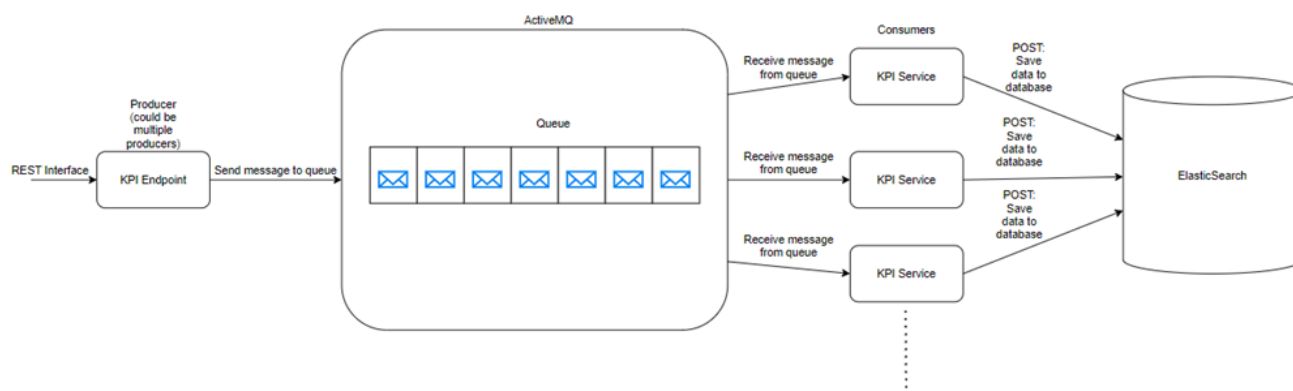 ActiveMQ
Consumers
Producer
(could be
multiple
producers)
REST Interface
KPI Endpoint
Send message to queue
Queue
Receive message
from queue
KPI Service
POST:
Save
data to
database
Receive message
from queue
KPI Service
POST:
Save
data to
database
Receive message
from queue
KPI Service
POST:
Save
data to
database
ElasticSearch